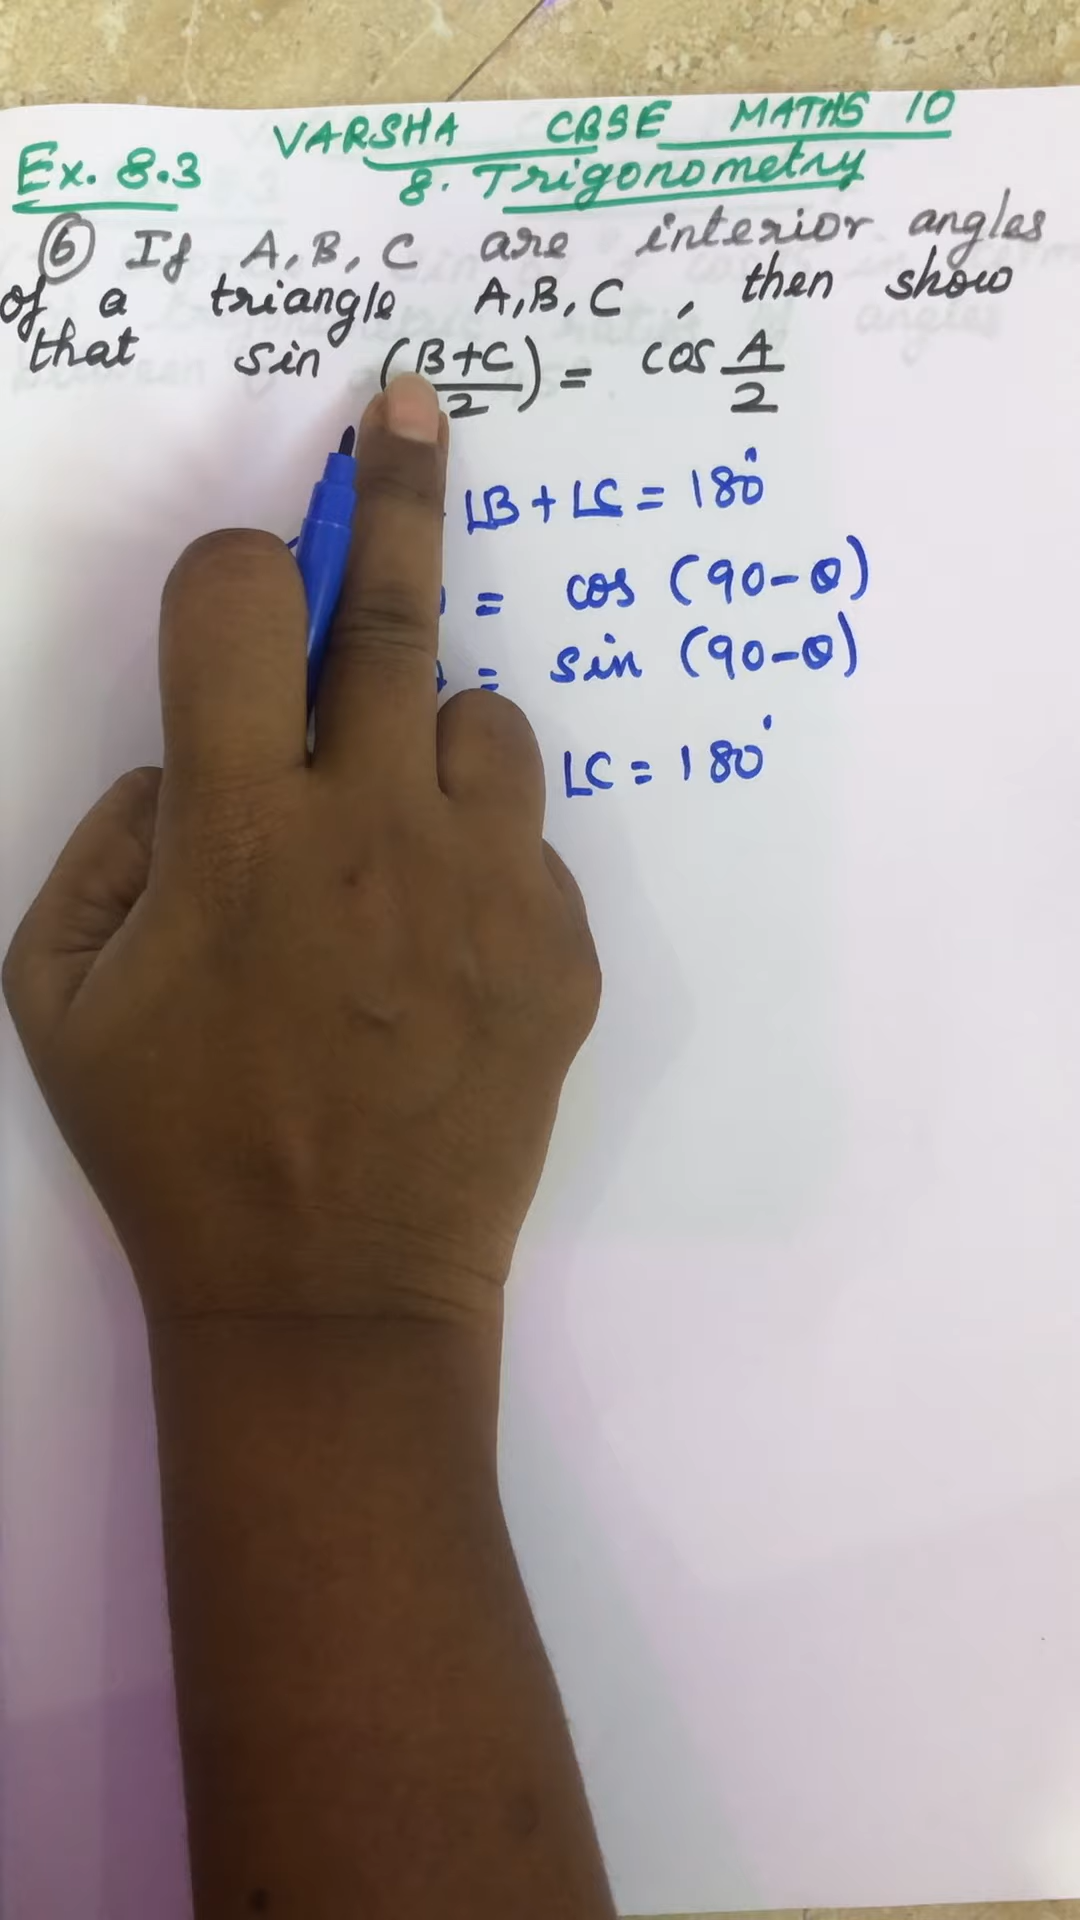 VARSHA CBSE MATHS 10
Ex. 8.3
8. Trigonometry
⑥ If A, B, C are interior angles
of a triangle A, B, C, then show
that sin (B+C/2) = cos A/2
∠B + ∠C = 180°
= cos (90-θ)
= sin (90-θ)
∠C = 180°